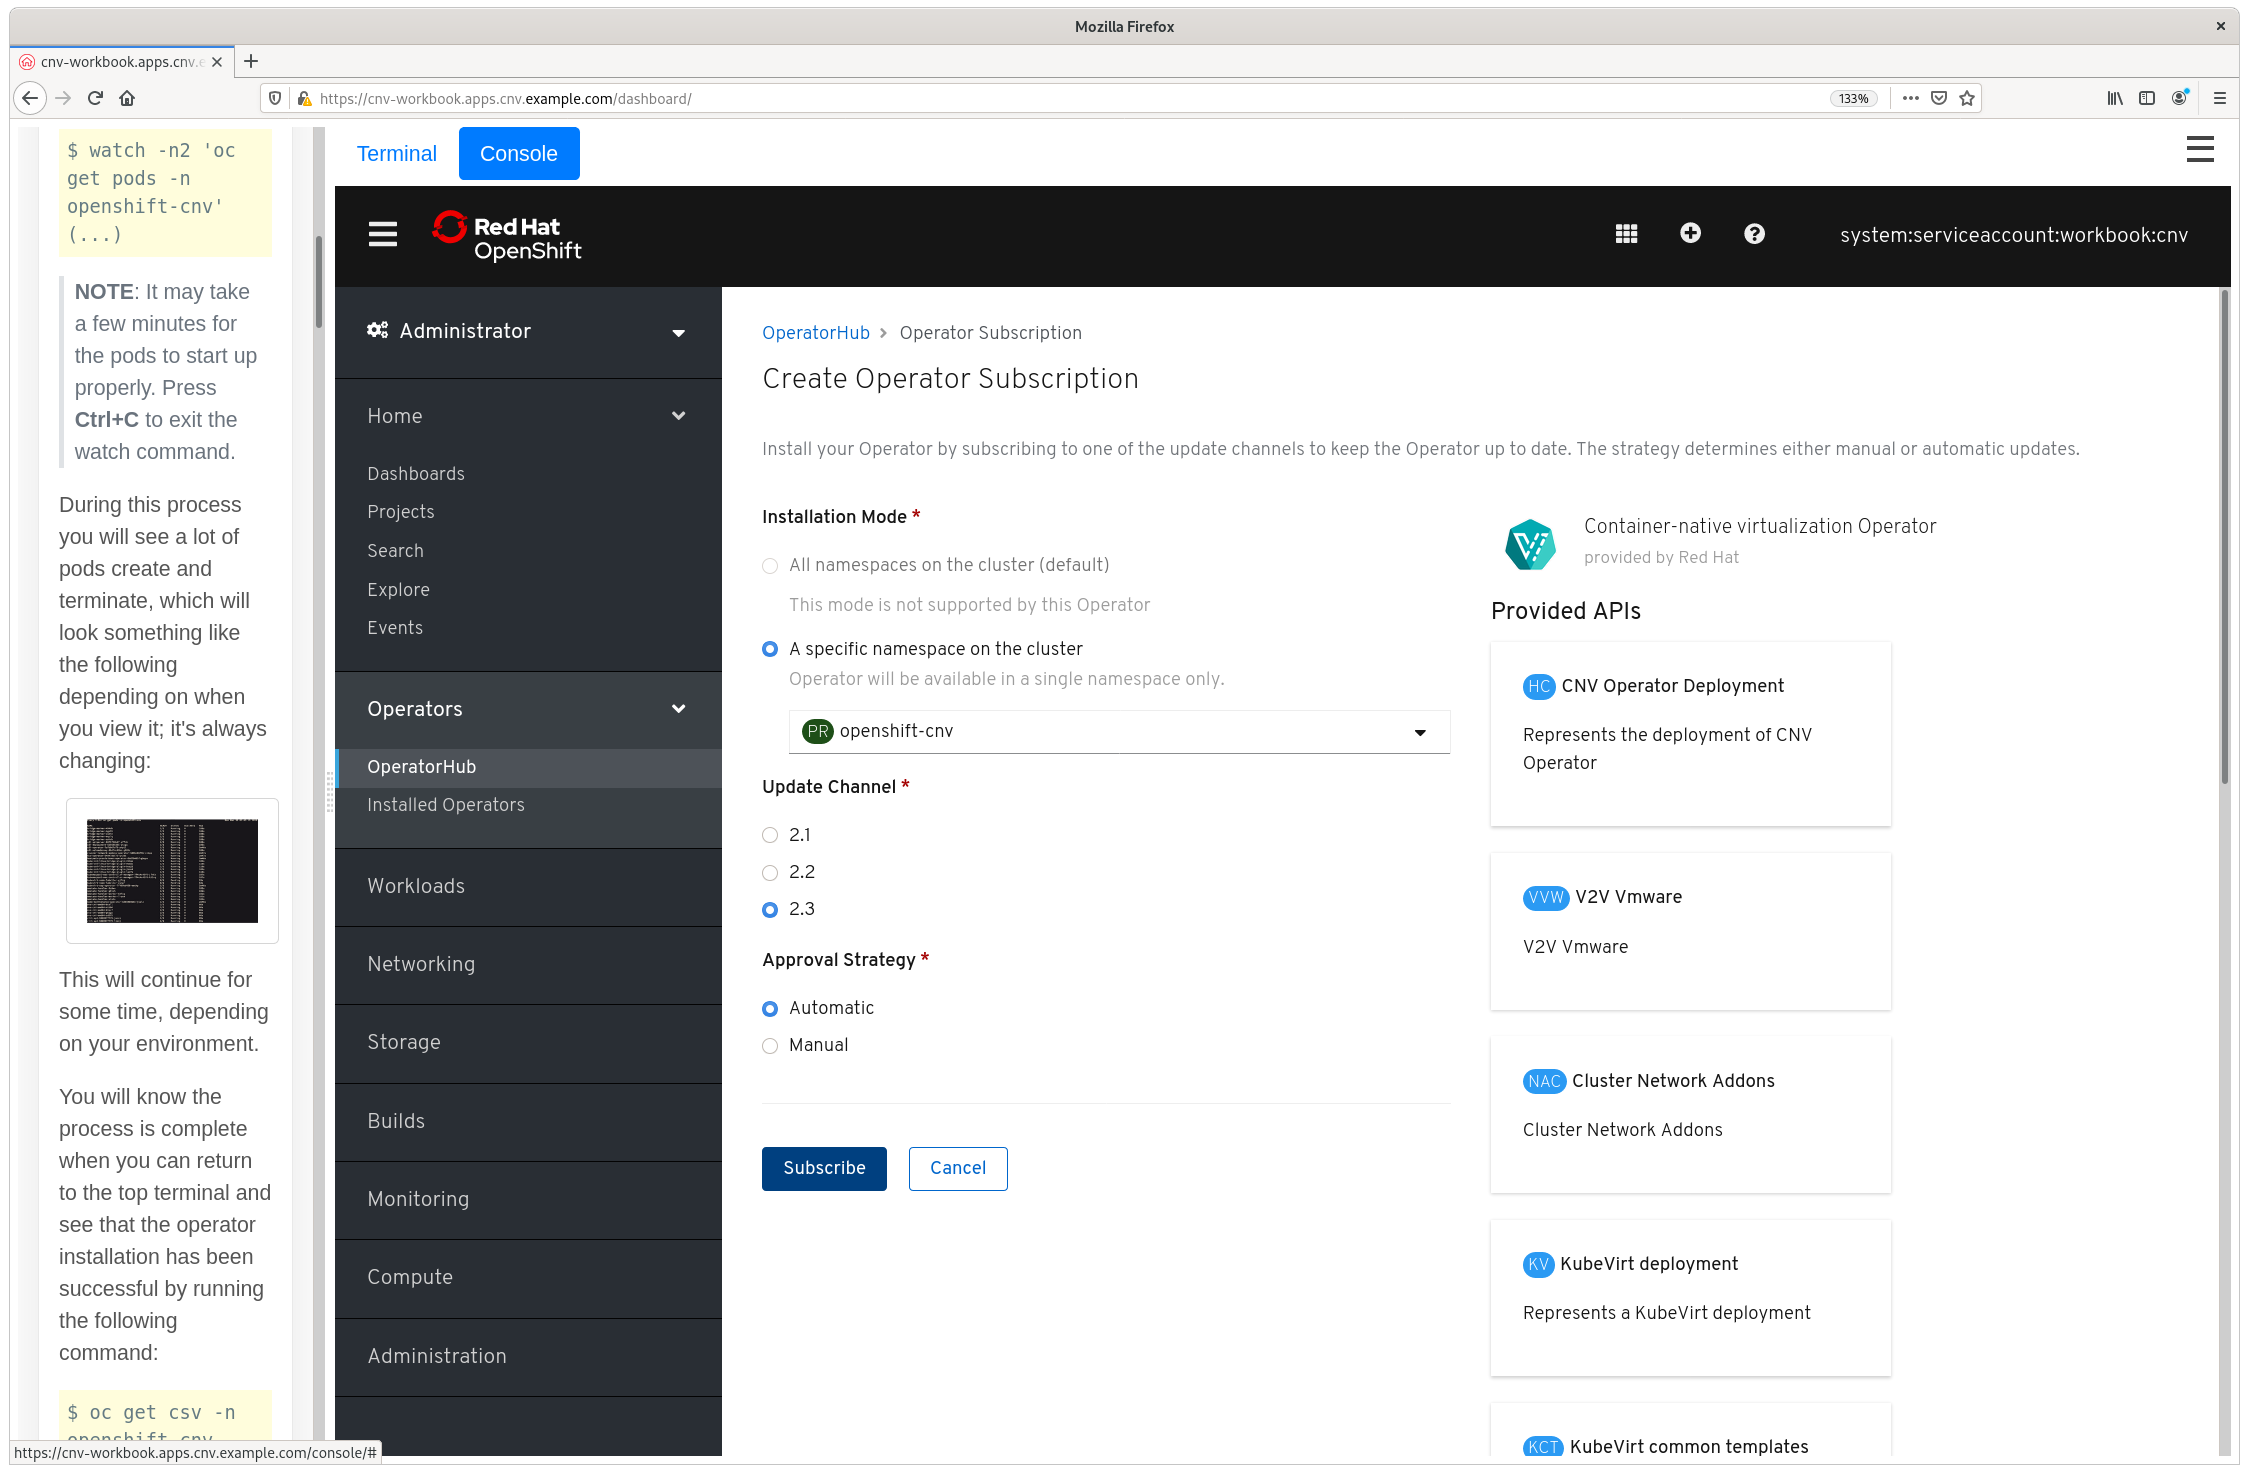 Mozilla Firefox
cnv-workbook.apps.cnv.e
https://cnv-workbook.apps.cnv.example.com/dashboard/
133%
$ watch -n2 'oc
get pods -n
openshift-cnv'
(...)
NOTE: It may take
a few minutes for
the pods to start up
properly. Press
Ctrl+C to exit the
watch command.
During this process
you will see a lot of
pods create and
terminate, which will
look something like
the following
depending on when
you view it; it's always
changing:
This will continue for
some time, depending
on your environment.
You will know the
process is complete
when you can return
to the top terminal and
see that the operator
installation has been
successful by running
the following
command:
$ oc get csv -n
openshift-cnv
https://cnv-workbook.apps.cnv.example.com/console/#
Terminal
Console
Red Hat
OpenShift
system:serviceaccount:workbook:cnv
Administrator
Home
Dashboards
Projects
Search
Explore
Events
Operators
OperatorHub
Installed Operators
Workloads
Networking
Storage
Builds
Monitoring
Compute
Administration
OperatorHub > Operator Subscription
Create Operator Subscription
Install your Operator by subscribing to one of the update channels to keep the Operator up to date. The strategy determines either manual or automatic updates.
Installation Mode *
All namespaces on the cluster (default)
This mode is not supported by this Operator
A specific namespace on the cluster
Operator will be available in a single namespace only.
PR openshift-cnv
Update Channel *
2.1
2.2
2.3
Approval Strategy *
Automatic
Manual
Subscribe
Cancel
Container-native virtualization Operator
provided by Red Hat
Provided APIs
HC CNV Operator Deployment
Represents the deployment of CNV
Operator
VVW V2V Vmware
V2V Vmware
NAC Cluster Network Addons
Cluster Network Addons
KV KubeVirt deployment
Represents a KubeVirt deployment
KCT KubeVirt common templates